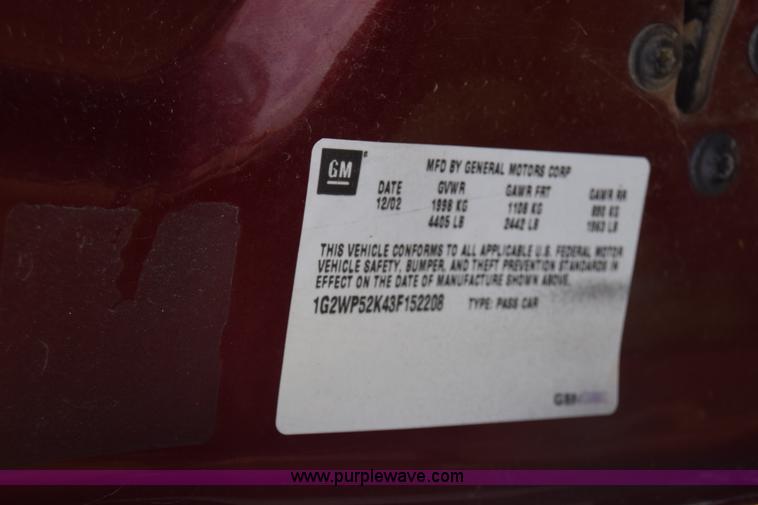 GM
MFD BY GENERAL MOTORS CORP
DATE GVWR GAWR FRT GAWR RR
12/02 1998 KG 1108 KG 890 KG
4405 LB 2442 LB 1963 LB
THIS VEHICLE CONFORMS TO ALL APPLICABLE U.S. FEDERAL MOTOR
VEHICLE SAFETY, BUMPER, AND THEFT PREVENTION STANDARDS IN
EFFECT ON THE DATE OF MANUFACTURE SHOWN ABOVE.
1G2WP52K43F152208 TYPE: PASS CAR
www.purplewave.com